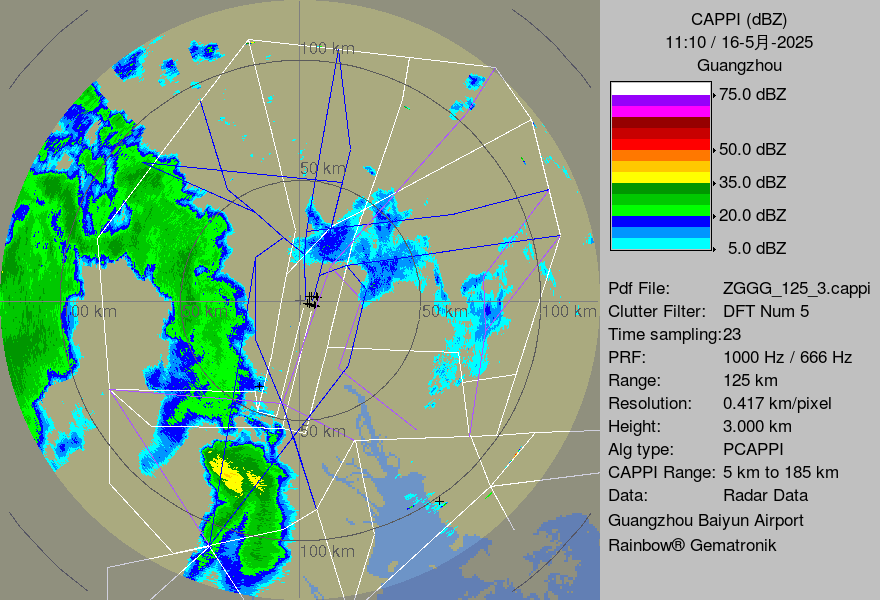 CAPPI (dBZ)
11:10 / 16-5月-2025
Guangzhou
75.0 dBZ
50.0 dBZ
35.0 dBZ
20.0 dBZ
5.0 dBZ
Pdf File: ZGGG_125_3.cappi
Clutter Filter: DFT Num 5
Time sampling:23
PRF: 1000 Hz / 666 Hz
Range: 125 km
Resolution: 0.417 km/pixel
Height: 3.000 km
Alg type: PCAPPI
CAPPI Range: 5 km to 185 km
Data: Radar Data
Guangzhou Baiyun Airport
Rainbow® Gematronik
100 km
50 km
100 km
50 km
50 km
100 km
50 km
100 km